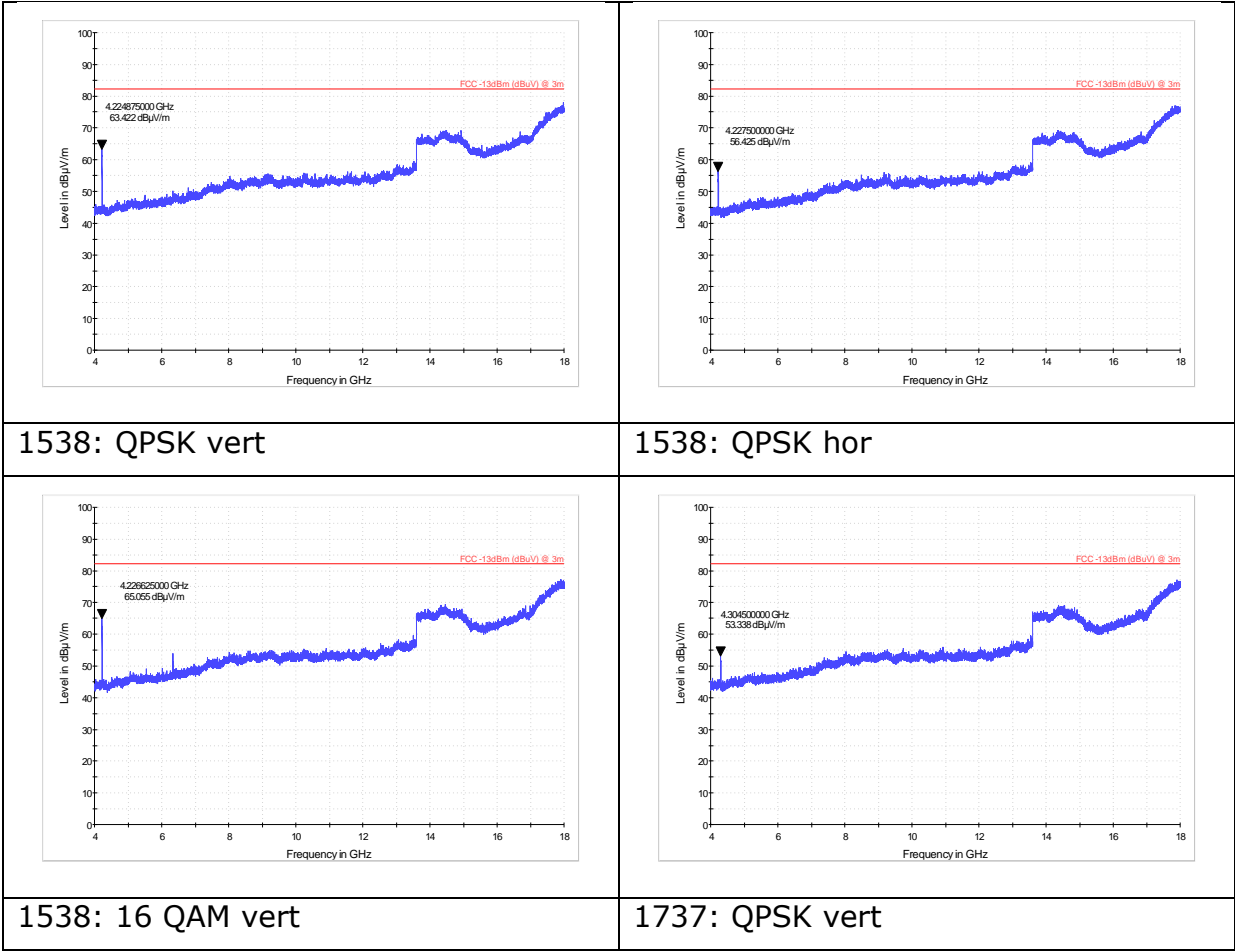 100
90
FCC -13dBm (dBuV) @ 3m
80
4.224875000 GHz
63.422 dBµV/m
70
60
50
40
30
20
10
0
Level in dBµV/m
4 6 8 10 12 14 16 18
Frequency in GHz
100
90
FCC -13dBm (dBuV) @ 3m
80
4.227500000 GHz
56.425 dBµV/m
70
60
50
40
30
20
10
0
Level in dBµV/m
4 6 8 10 12 14 16 18
Frequency in GHz
1538: QPSK vert
1538: QPSK hor
100
90
FCC -13dBm (dBuV) @ 3m
80
4.226625000 GHz
65.055 dBµV/m
70
60
50
40
30
20
10
0
Level in dBµV/m
4 6 8 10 12 14 16 18
Frequency in GHz
100
90
FCC -13dBm (dBuV) @ 3m
80
70
4.304500000 GHz
53.338 dBµV/m
60
50
40
30
20
10
0
Level in dBµV/m
4 6 8 10 12 14 16 18
Frequency in GHz
1538: 16 QAM vert
1737: QPSK vert